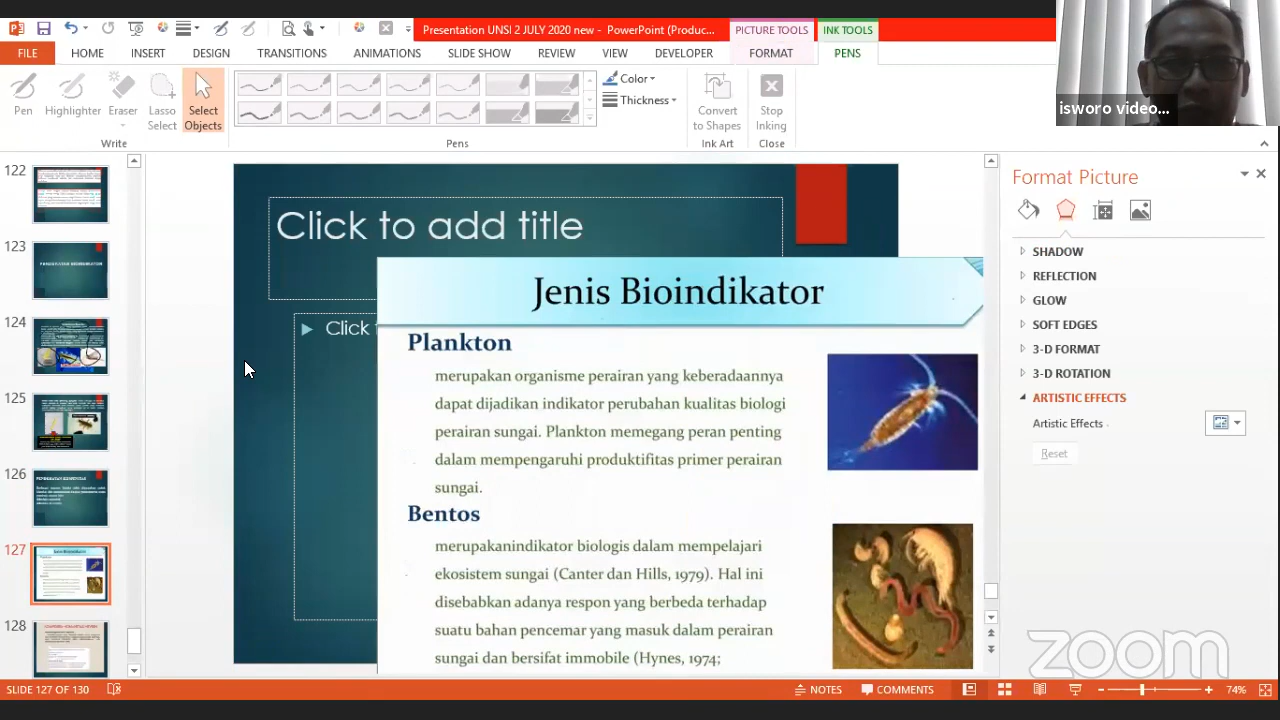 Presentation UNSI 2 JULY 2020 new - PowerPoint (Produc...
PICTURE TOOLS
INK TOOLS
FILE
HOME
INSERT
DESIGN
TRANSITIONS
ANIMATIONS
SLIDE SHOW
REVIEW
VIEW
DEVELOPER
FORMAT
PENS
isworo video...
Pen
Highlighter
Eraser
Lasso
Select
Select
Objects
Color
Thickness
Convert
to Shapes
Stop
Inking
Write
Pens
Ink Art
Close
122
123
124
125
126
127
128
Click to add title
Click
Jenis Bioindikator
Plankton
merupakan organisme perairan yang keberadaannya
dapat dijadikan indikator perubahan kualitas biologi
perairan sungai. Plankton memegang peran penting
dalam mempengaruhi produktifitas primer perairan
sungai.
Bentos
merupakanindikator biologis dalam mempelajari
ekosistem sungai (Canter dan Hills, 1979). Hal ini
disebabkan adanya respon yang berbeda terhadap
suatu bahan pencemar yang masuk dalam perairan
sungai dan bersifat immobile (Hynes, 1974;
Format Picture
SHADOW
REFLECTION
GLOW
SOFT EDGES
3-D FORMAT
3-D ROTATION
ARTISTIC EFFECTS
Artistic Effects
Reset
zoom
SLIDE 127 OF 130
NOTES
COMMENTS
74%